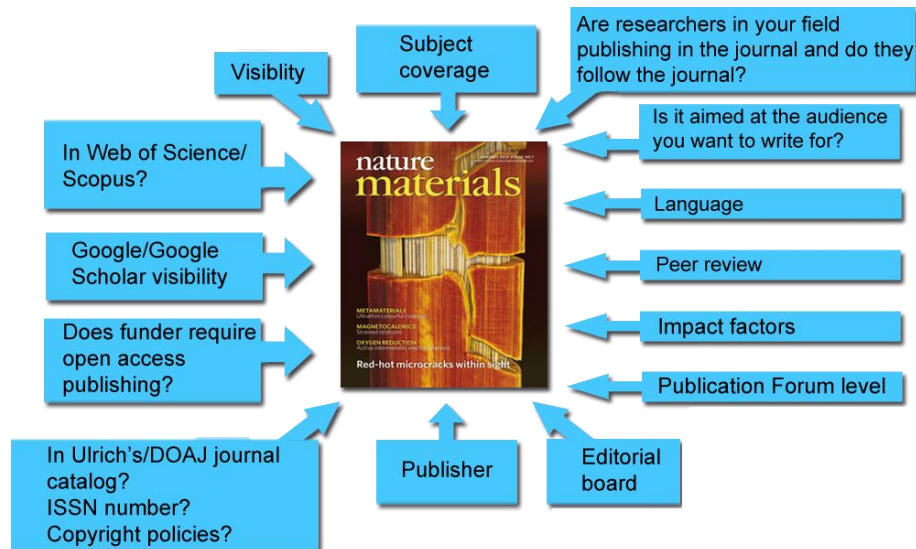 Visiblity
Subject
coverage
Are researchers in your field
publishing in the journal and do they
follow the journal?
In Web of Science/
Scopus?
Is it aimed at the audience
you want to write for?
Language
Google/Google
Scholar visibility
Peer review
Does funder require
open access
publishing?
Impact factors
Publication Forum level
In Ulrich's/DOAJ journal
catalog?
ISSN number?
Copyright policies?
Publisher
Editorial
board
nature
materials
METAMATERIALS
MAGNETOCALORICS
Strained relations
OXYGEN REDUCTION
Red-hot microcracks within sight